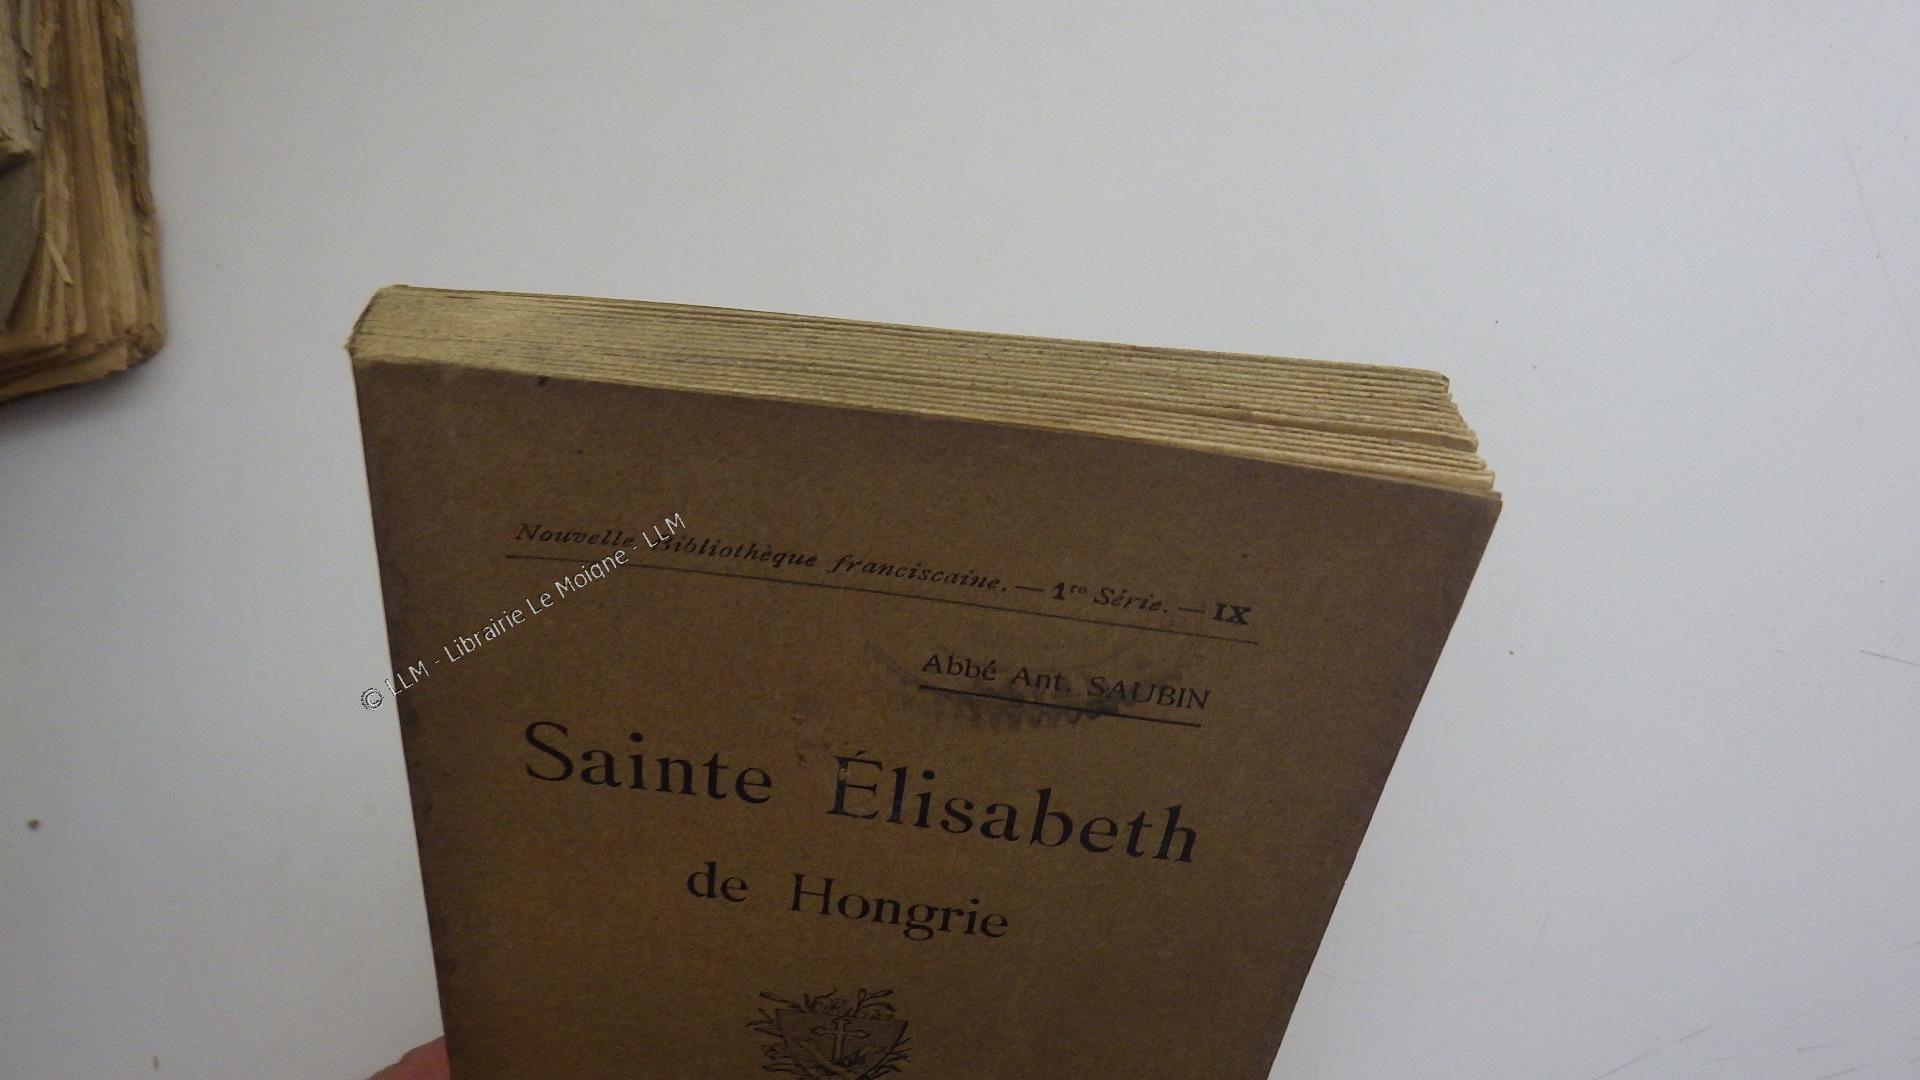 Nouvelle Bibliothèque franciscaine. — 1re Série. — IX
Abbé Ant. SAUBIN
Sainte Élisabeth
de Hongrie
© LLM - Librairie Le Moigne - LLM